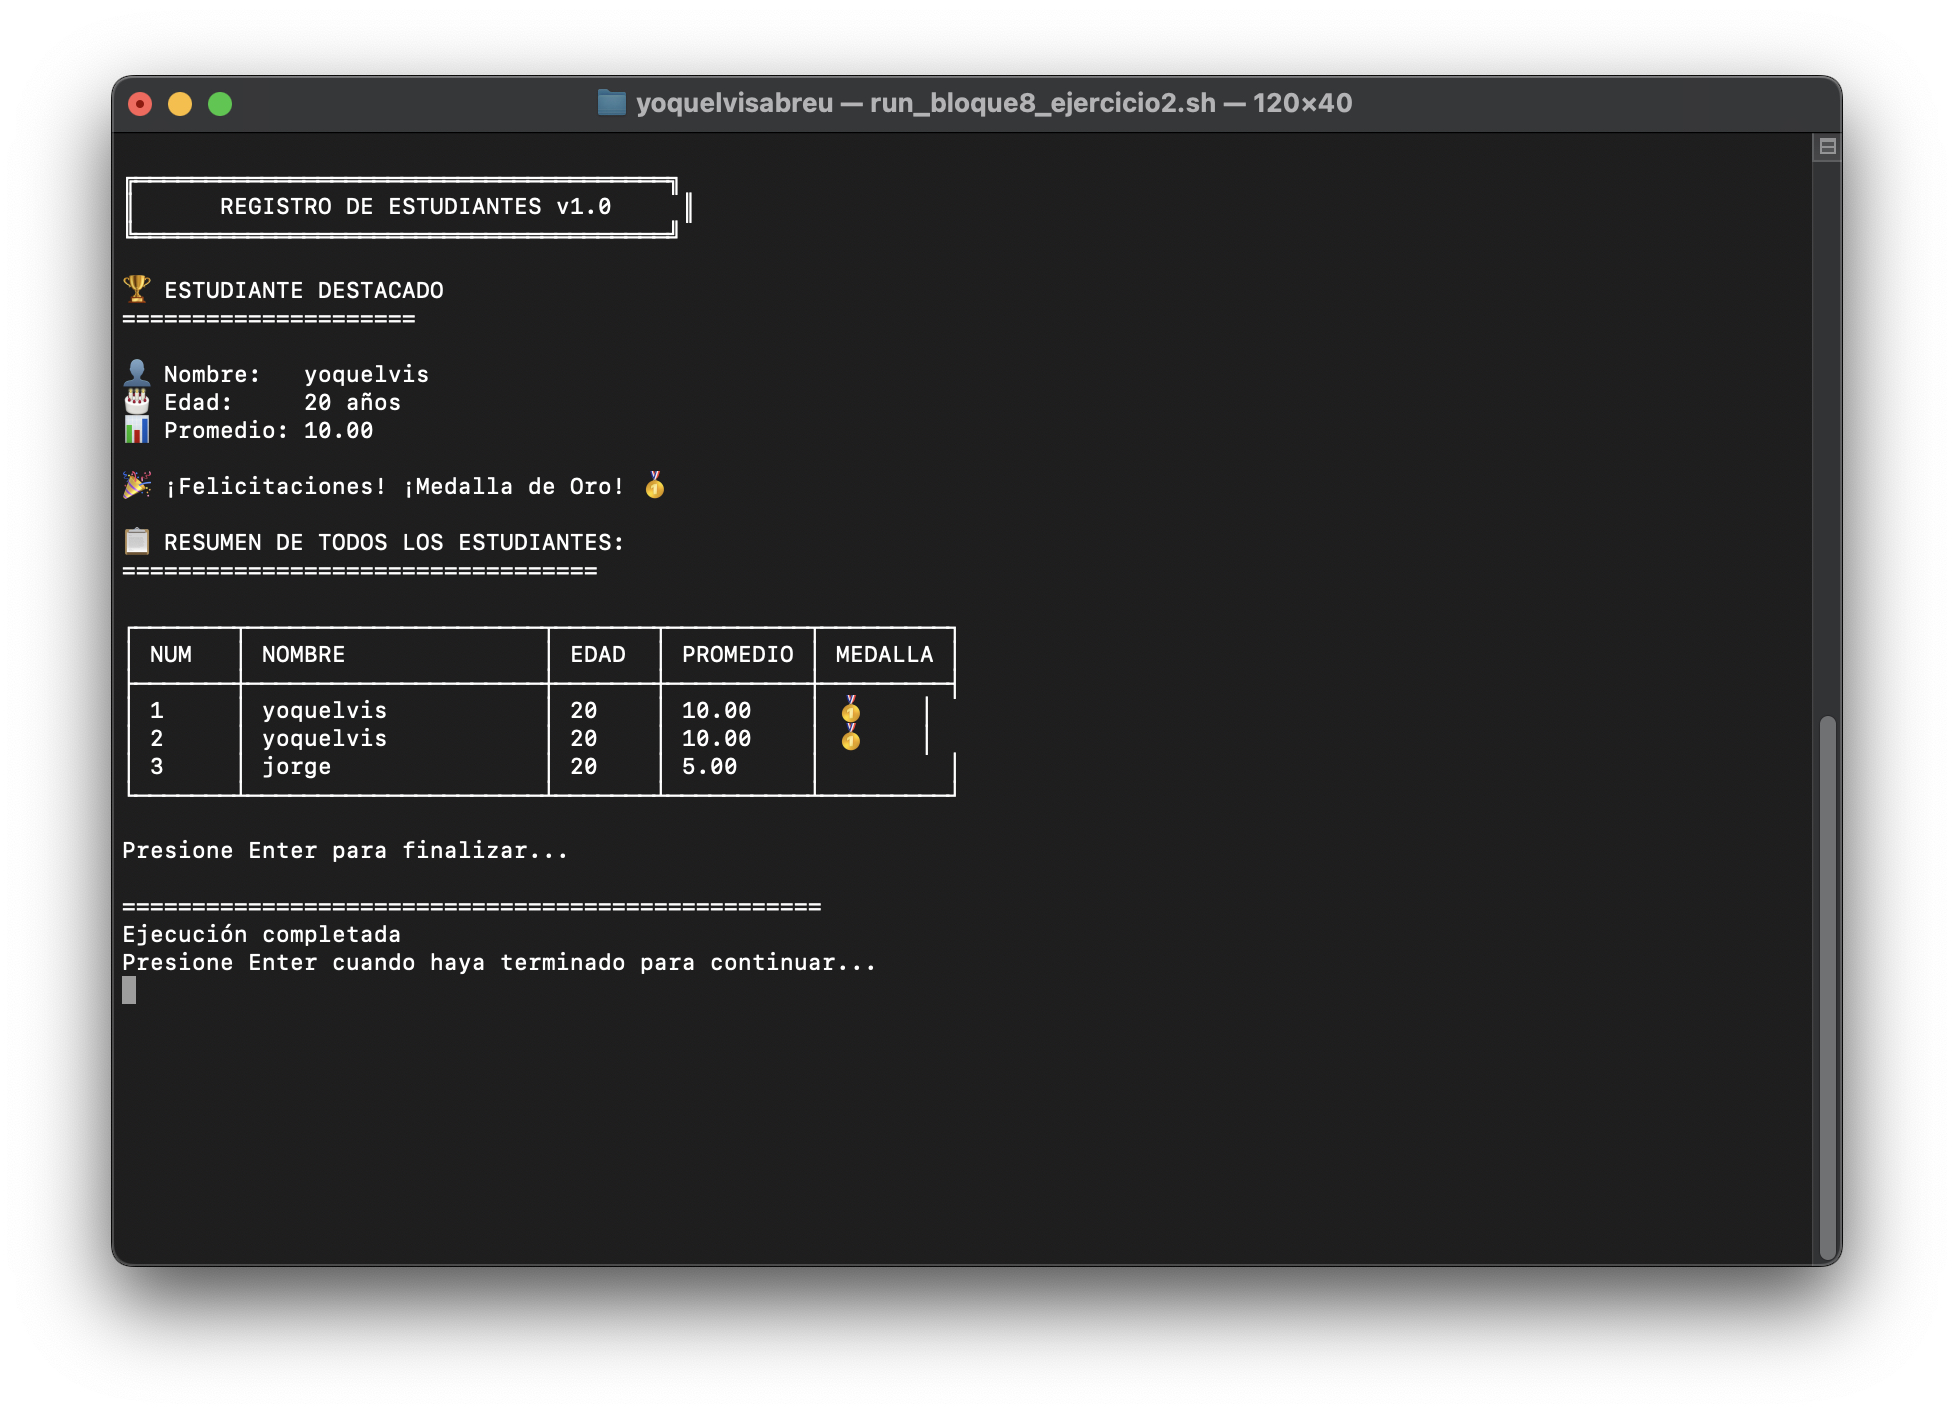 yoquelvisabreu — run_bloque8_ejercicio2.sh — 120×40
REGISTRO DE ESTUDIANTES v1.0
🏆 ESTUDIANTE DESTACADO
=====================
👤 Nombre:   yoquelvis
🎂 Edad:     20 años
📊 Promedio: 10.00
🎉 ¡Felicitaciones! ¡Medalla de Oro! 🥇
📋 RESUMEN DE TODOS LOS ESTUDIANTES:
==================================
NUM NOMBRE EDAD PROMEDIO MEDALLA
1 yoquelvis 20 10.00 🥇
2 yoquelvis 20 10.00 🥇
3 jorge 20 5.00
Presione Enter para finalizar...
==================================================
Ejecución completada
Presione Enter cuando haya terminado para continuar...